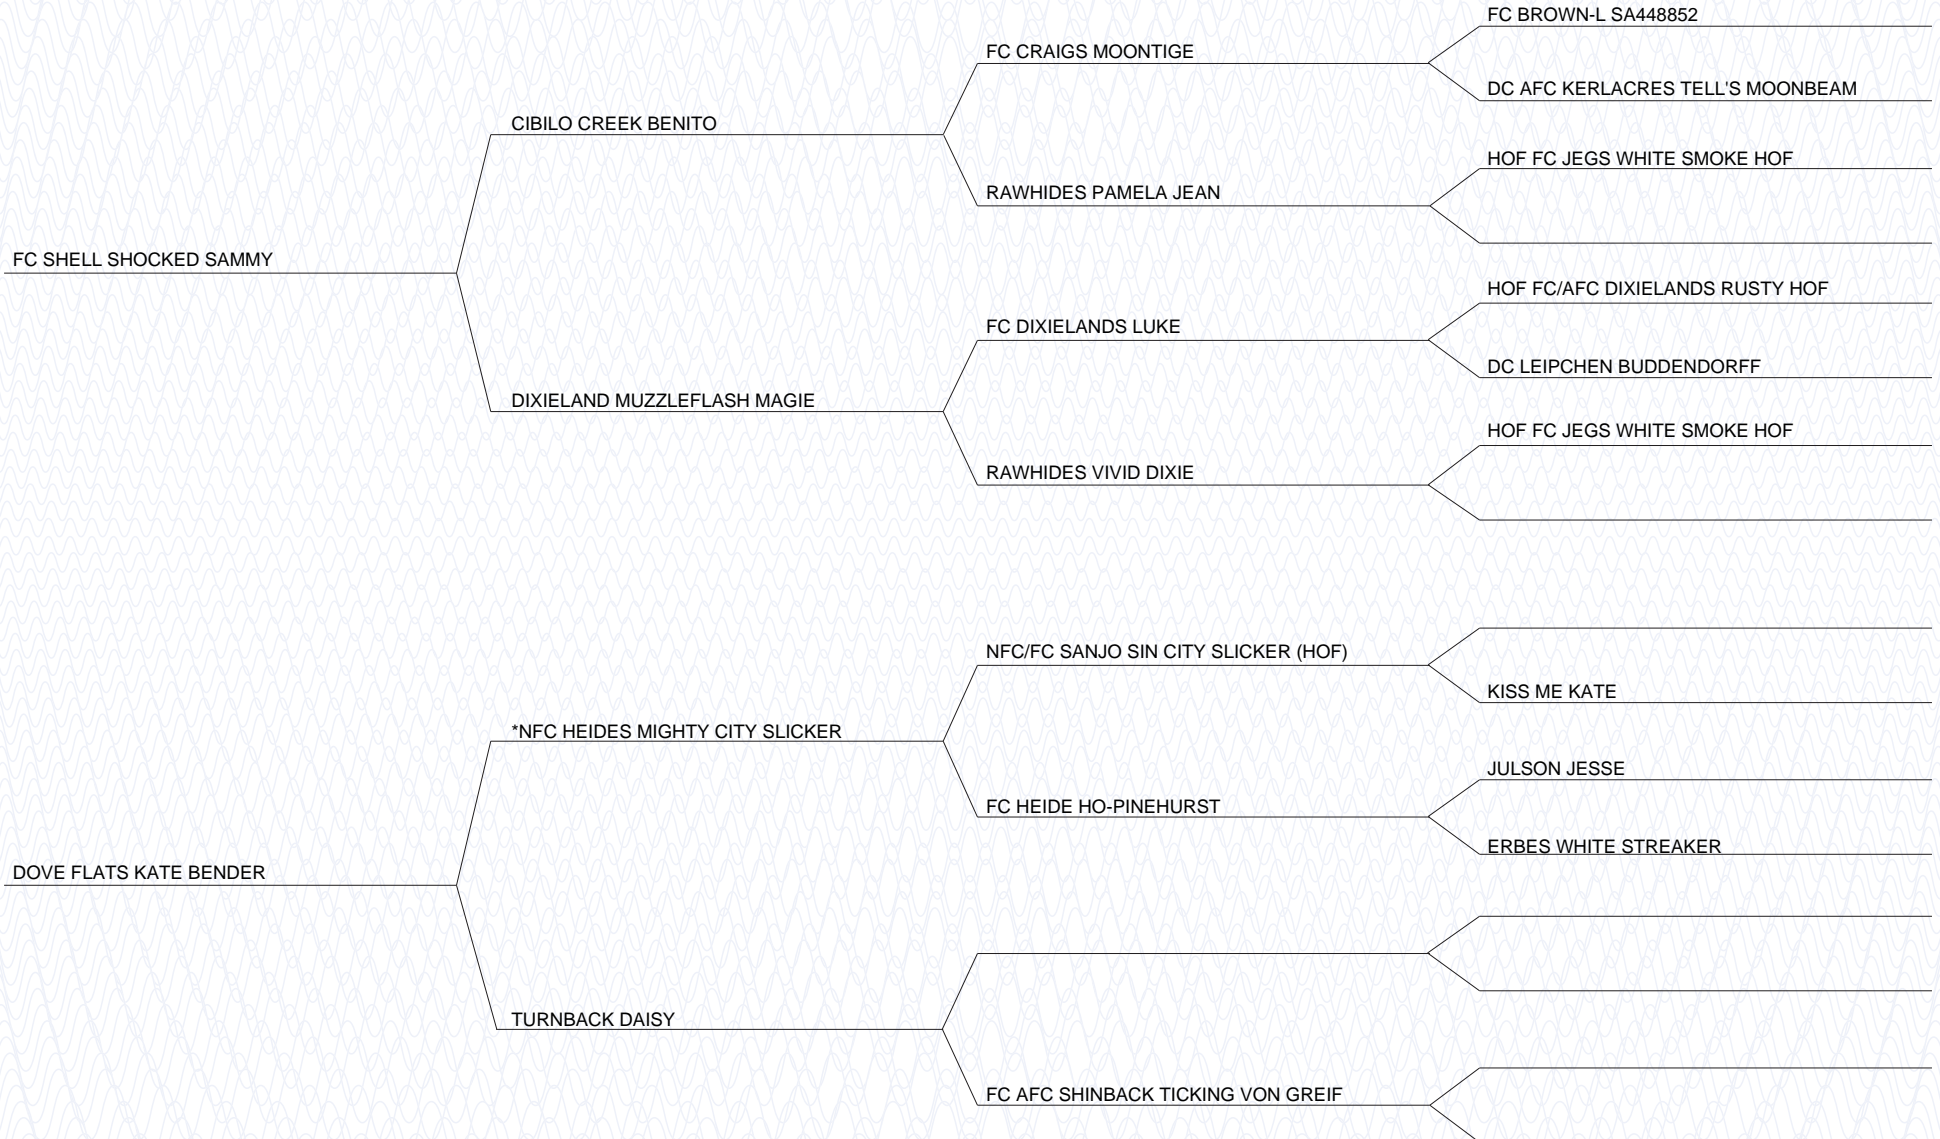 FC BROWN-L SA448852
FC CRAIGS MOONTIGE
DC AFC KERLACRES TELL'S MOONBEAM
CIBILO CREEK BENITO
HOF FC JEGS WHITE SMOKE HOF
RAWHIDES PAMELA JEAN
FC SHELL SHOCKED SAMMY
HOF FC/AFC DIXIELANDS RUSTY HOF
FC DIXIELANDS LUKE
DC LEIPCHEN BUDDENDORFF
DIXIELAND MUZZLEFLASH MAGIE
HOF FC JEGS WHITE SMOKE HOF
RAWHIDES VIVID DIXIE
NFC/FC SANJO SIN CITY SLICKER (HOF)
KISS ME KATE
*NFC HEIDES MIGHTY CITY SLICKER
JULSON JESSE
FC HEIDE HO-PINEHURST
ERBES WHITE STREAKER
DOVE FLATS KATE BENDER
TURNBACK DAISY
FC AFC SHINBACK TICKING VON GREIF